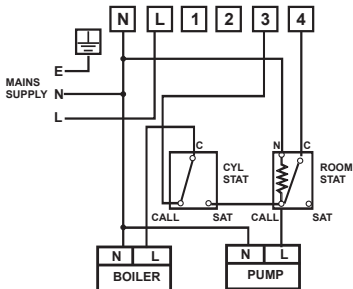 N L 1 2 3 4
E
MAINS
SUPPLY
N
L
C
N C
CYL
STAT
ROOM
STAT
CALL SAT CALL SAT
N L
BOILER
N L
PUMP